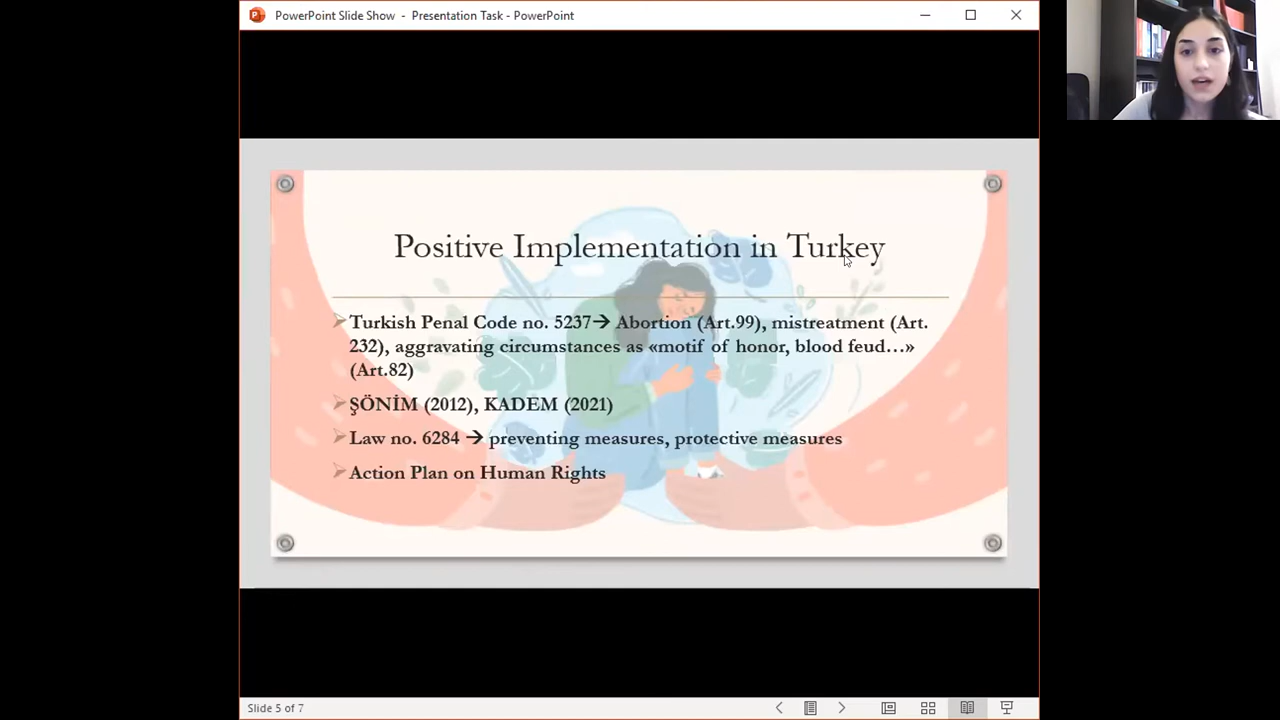 PowerPoint Slide Show - Presentation Task - PowerPoint
Positive Implementation in Turkey
Turkish Penal Code no. 5237→ Abortion (Art.99), mistreatment (Art.
232), aggravating circumstances as «motif of honor, blood feud…»
(Art.82)
ŞÖNİM (2012), KADEM (2021)
Law no. 6284 → preventing measures, protective measures
Action Plan on Human Rights
Slide 5 of 7